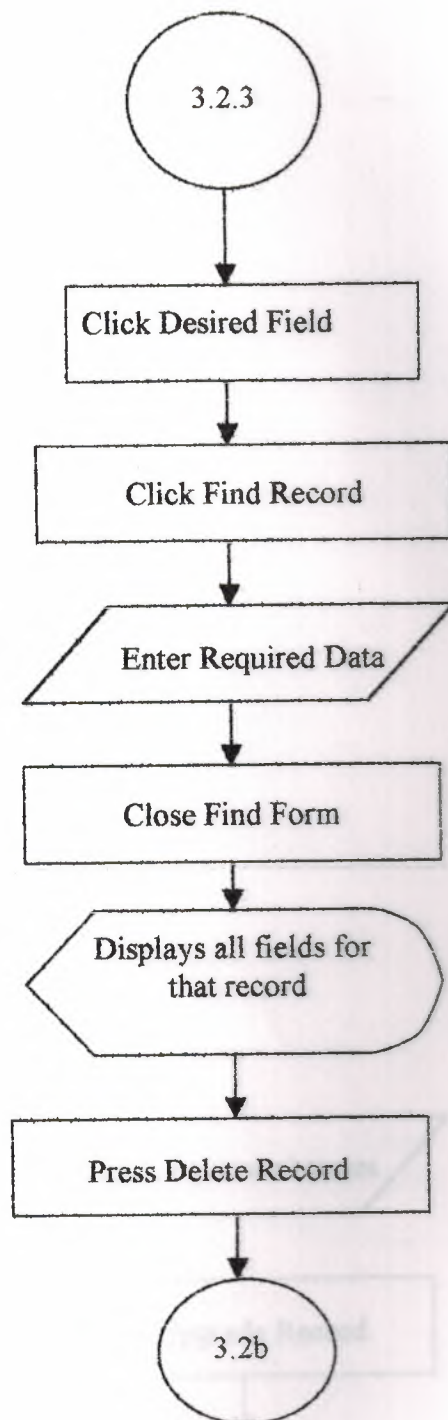 3.2.3
Click Desired Field
Click Find Record
Enter Required Data
Close Find Form
Displays all fields for
that record
Press Delete Record
3.2b